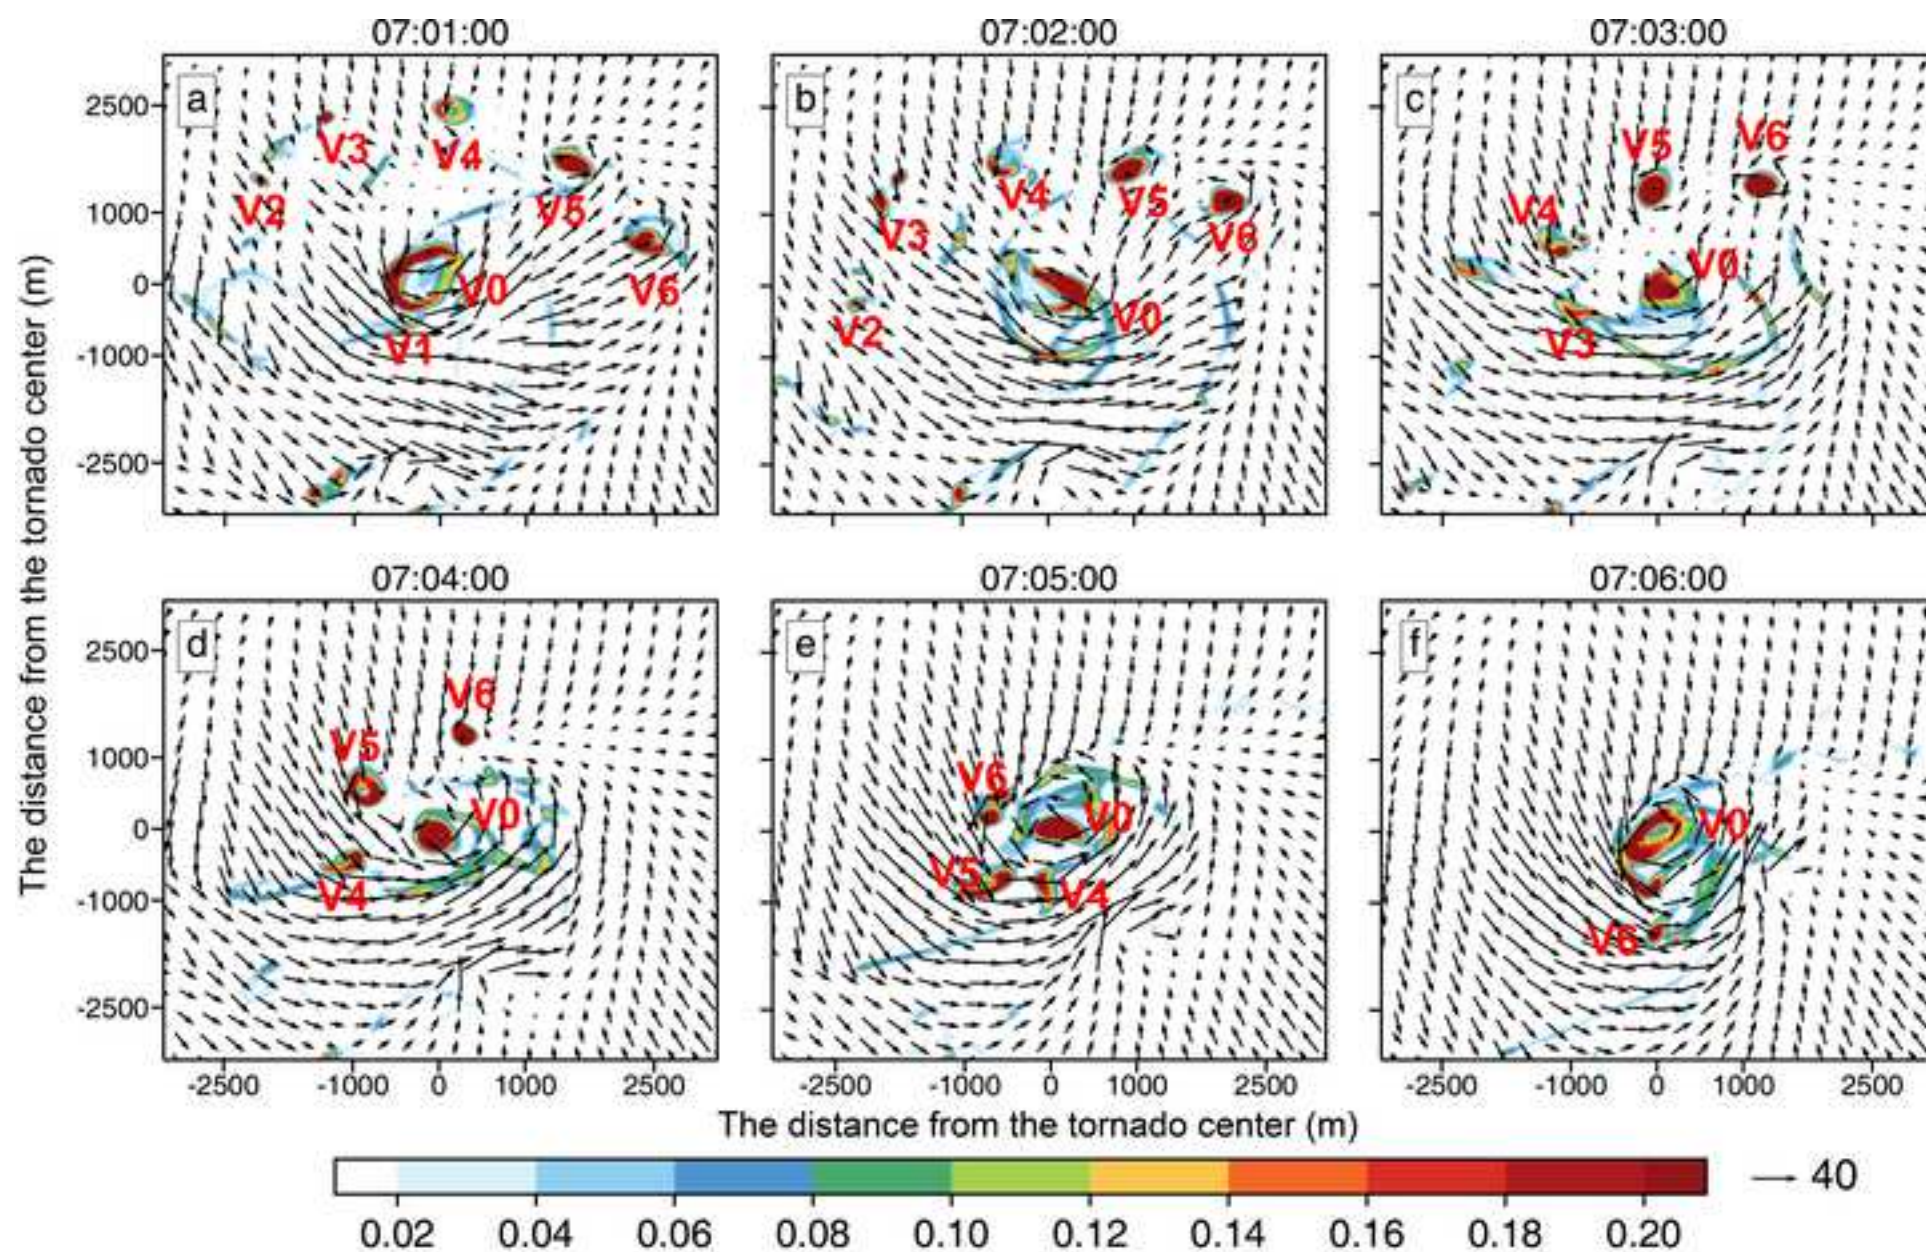 07:01:00 07:02:00 07:03:00
a b c
2500
1000
0
-1000
-2500
V3 V4
V2 V5
V0 V6
V1
V4 V5
V3 V6
V2 V0
V5 V6
V4
V0
V3
The distance from the tornado center (m)
07:04:00 07:05:00 07:06:00
d e f
2500
1000
0
-1000
-2500
V6
V5
V0
V4
V6
V0
V5 V4
V0
V6
-2500 -1000 0 1000 2500 -2500 -1000 0 1000 2500 -2500 -1000 0 1000 2500
The distance from the tornado center (m)
40
0.02 0.04 0.06 0.08 0.10 0.12 0.14 0.16 0.18 0.20